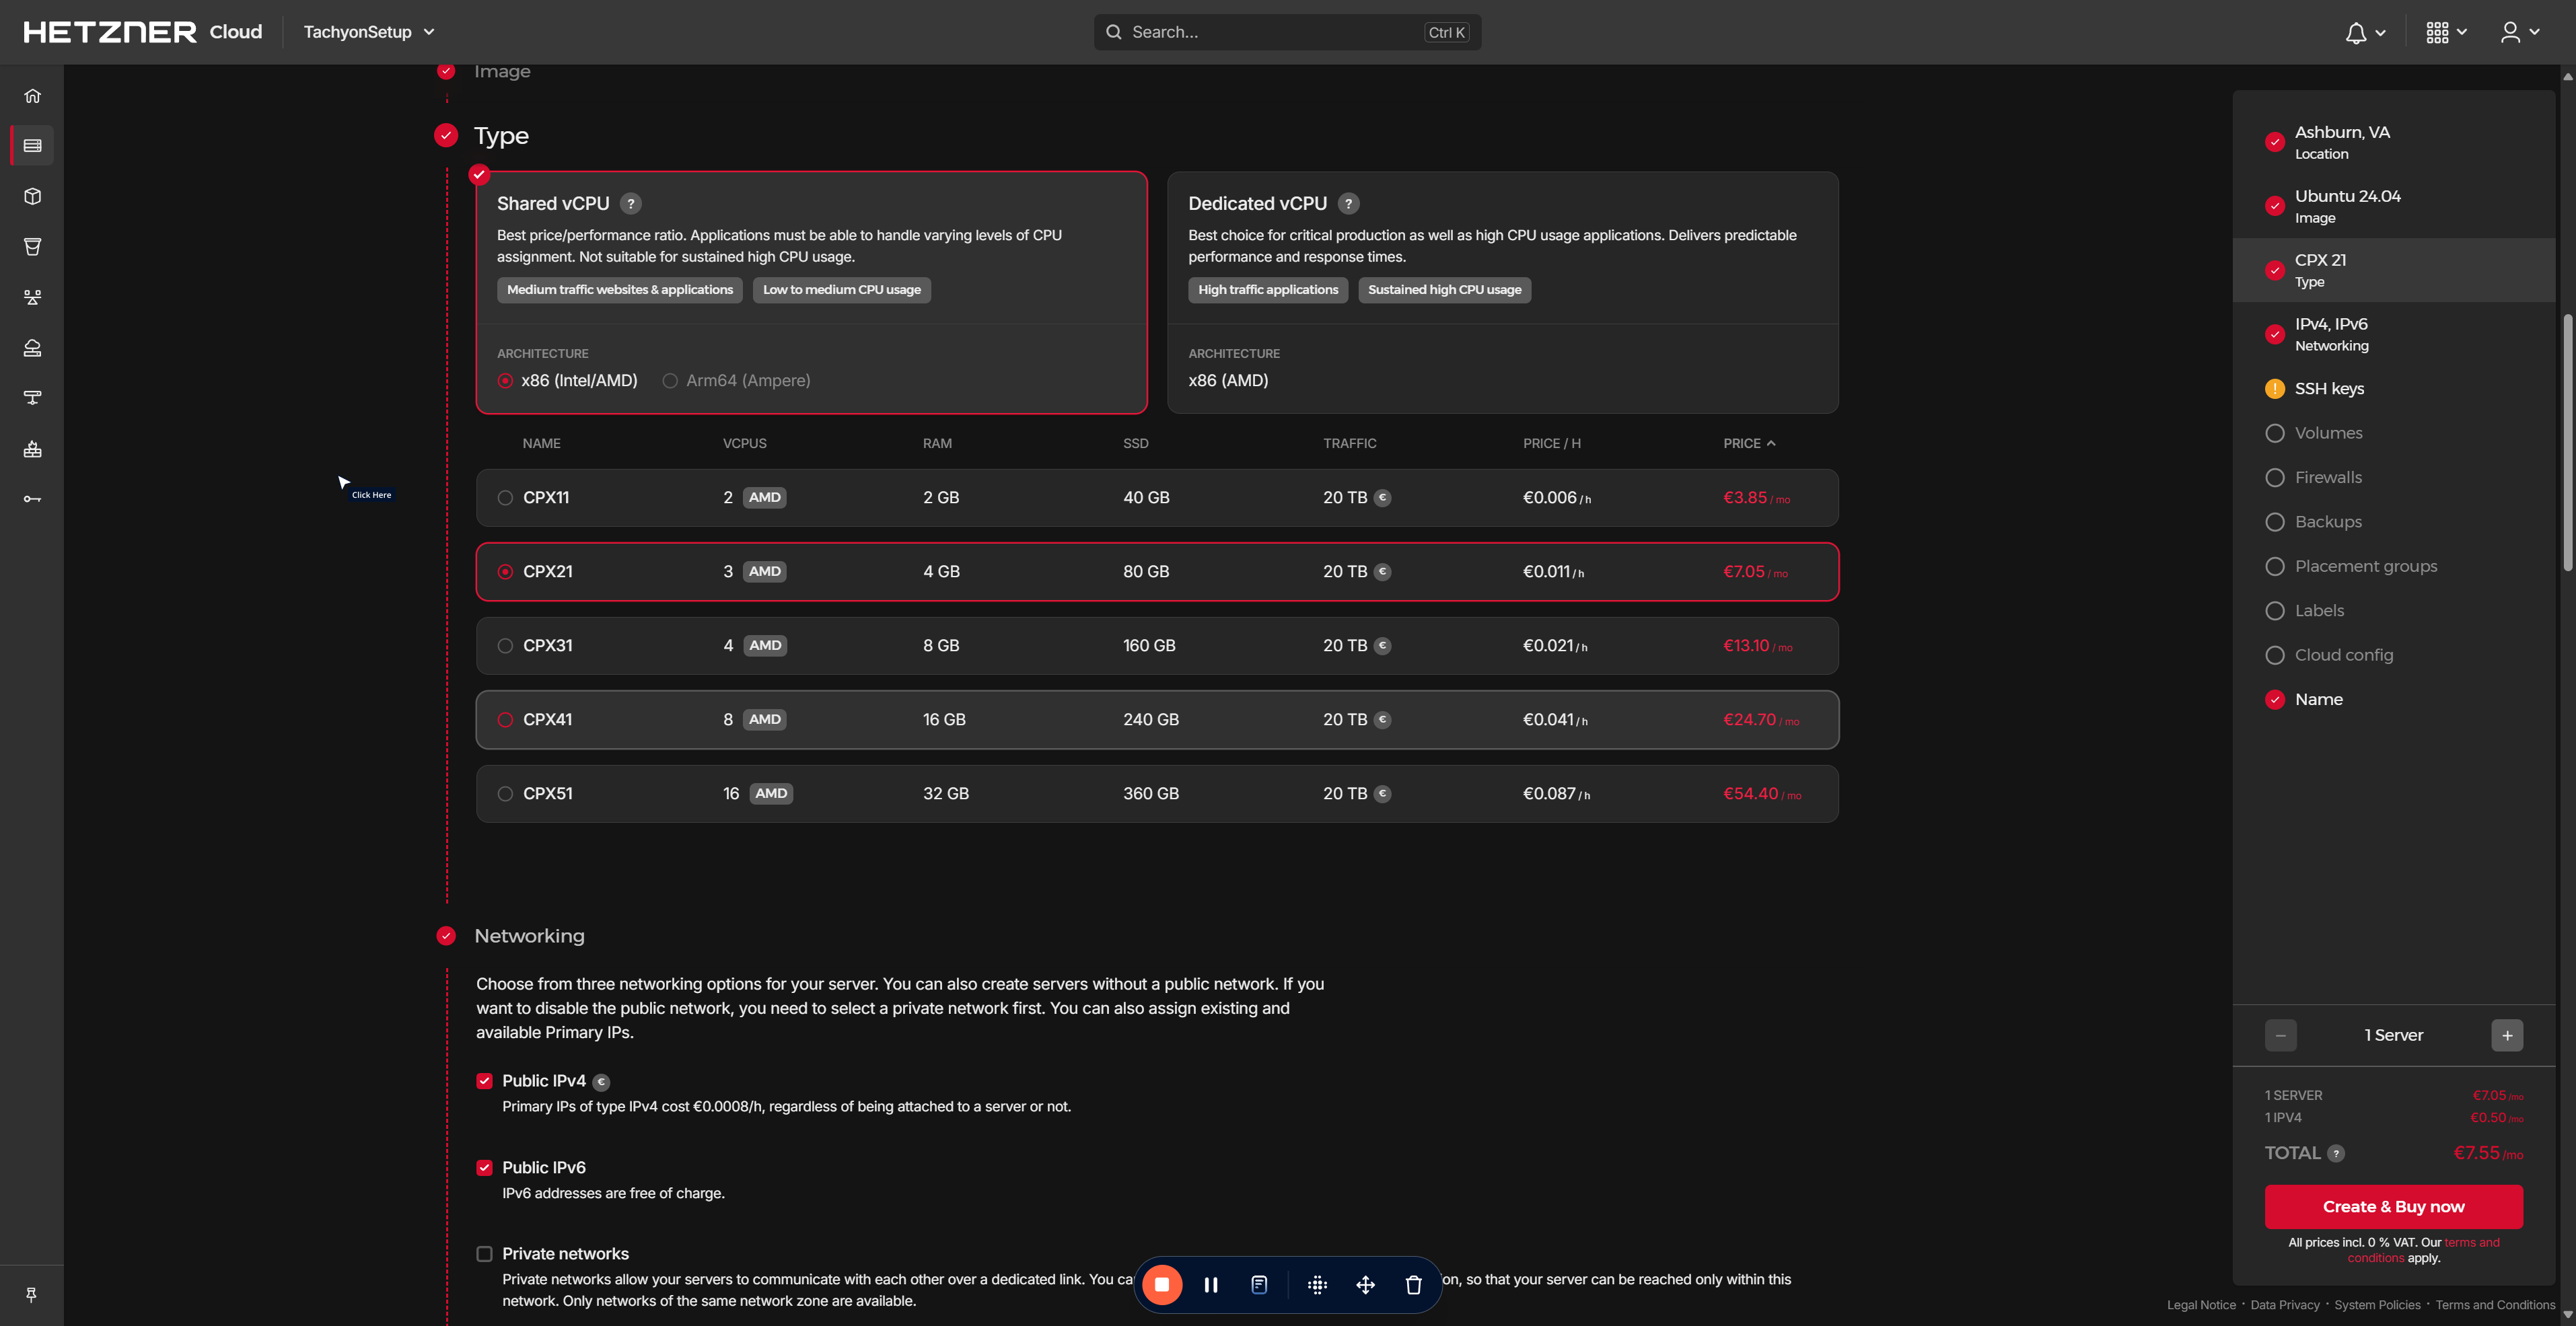 HETZNER Cloud
TachyonSetup
Search...
Ctrl K
Image
Type
Shared vCPU ?
Best price/performance ratio. Applications must be able to handle varying levels of CPU
assignment. Not suitable for sustained high CPU usage.
Medium traffic websites & applications
Low to medium CPU usage
ARCHITECTURE
x86 (Intel/AMD)
Arm64 (Ampere)
Dedicated vCPU ?
Best choice for critical production as well as high CPU usage applications. Delivers predictable
performance and response times.
High traffic applications
Sustained high CPU usage
ARCHITECTURE
x86 (AMD)
Click Here
NAME VCPUS RAM SSD TRAFFIC PRICE / H PRICE
CPX11 2 AMD 2 GB 40 GB 20 TB € €0.006 / h €3.85 / mo
CPX21 3 AMD 4 GB 80 GB 20 TB € €0.011 / h €7.05 / mo
CPX31 4 AMD 8 GB 160 GB 20 TB € €0.021 / h €13.10 / mo
CPX41 8 AMD 16 GB 240 GB 20 TB € €0.041 / h €24.70 / mo
CPX51 16 AMD 32 GB 360 GB 20 TB € €0.087 / h €54.40 / mo
Networking
Choose from three networking options for your server. You can also create servers without a public network. If you
want to disable the public network, you need to select a private network first. You can also assign existing and
available Primary IPs.
Public IPv4 €
Primary IPs of type IPv4 cost €0.0008/h, regardless of being attached to a server or not.
Public IPv6
IPv6 addresses are free of charge.
Private networks
Private networks allow your servers to communicate with each other over a dedicated link. You ca
on, so that your server can be reached only within this
network. Only networks of the same network zone are available.
Ashburn, VA
Location
Ubuntu 24.04
Image
CPX 21
Type
IPv4, IPv6
Networking
! SSH keys
Volumes
Firewalls
Backups
Placement groups
Labels
Cloud config
Name
− 1 Server +
1 SERVER €7.05 /mo
1 IPV4 €0.50 /mo
TOTAL ? €7.55 /mo
Create & Buy now
All prices incl. 0 % VAT. Our terms and
conditions apply.
Legal Notice · Data Privacy · System Policies · Terms and Conditions